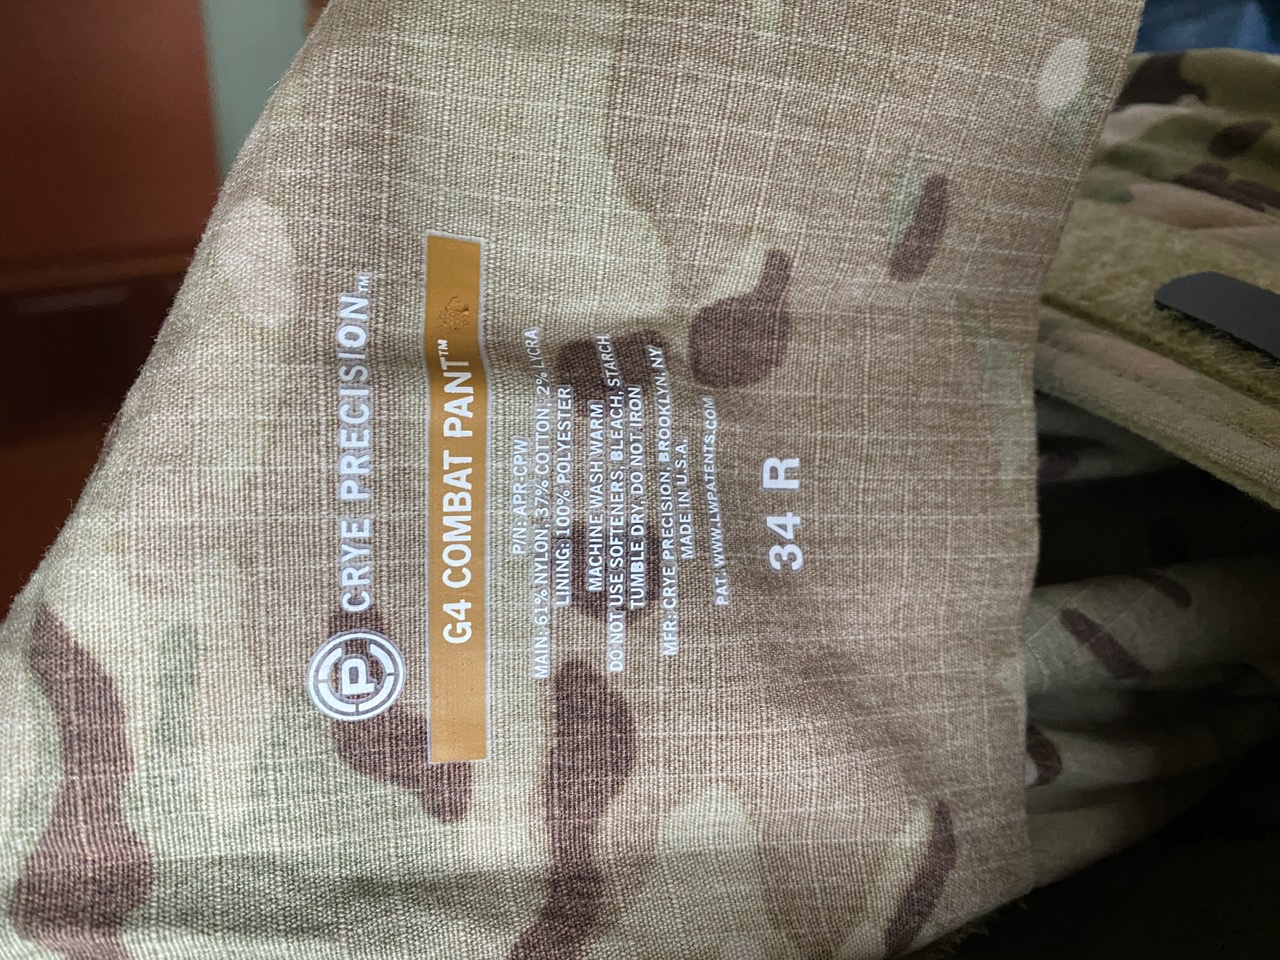 CRYE PRECISION™
G4 COMBAT PANT™
P/N: APR-CPW
MAIN: 61% NYLON, 37% COTTON, 2% LYCRA
LINING: 100% POLYESTER
MACHINE WASH WARM
DO NOT USE SOFTENERS, BLEACH, STARCH
TUMBLE DRY, DO NOT IRON
MFR: CRYE PRECISION, BROOKLYN, NY
MADE IN U.S.A.
PAT: WWW.LWPATENTS.COM
34 R